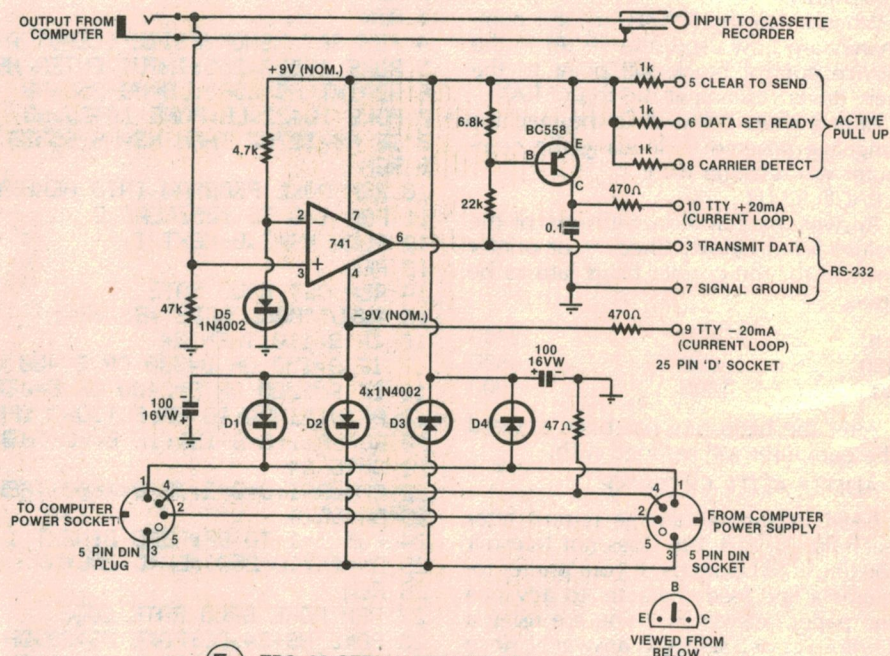 OUTPUT FROM
COMPUTER
INPUT TO CASSETTE
RECORDER
+9V (NOM.)
4.7k
6.8k
BC558
B
E
C
1k
5 CLEAR TO SEND
1k
6 DATA SET READY
1k
8 CARRIER DETECT
ACTIVE
PULL UP
22k
470Ω
10 TTY +20mA
(CURRENT LOOP)
0.1
2
−
7
741
6
3
+
4
3 TRANSMIT DATA
RS-232
7 SIGNAL GROUND
47k
D5
1N4002
9V (NOM.)
470Ω
9 TTY −20mA
(CURRENT LOOP)
25 PIN 'D' SOCKET
100
16VW
+
−
100
16VW
−
+
4x1N4002
D1
D2
D3
D4
47Ω
1
4
2
5
3
TO COMPUTER
POWER SOCKET
5 PIN DIN
PLUG
4
1
2
5
3
FROM COMPUTER
POWER SUPPLY
5 PIN DIN
SOCKET
B
E
C
VIEWED FROM
BELOW